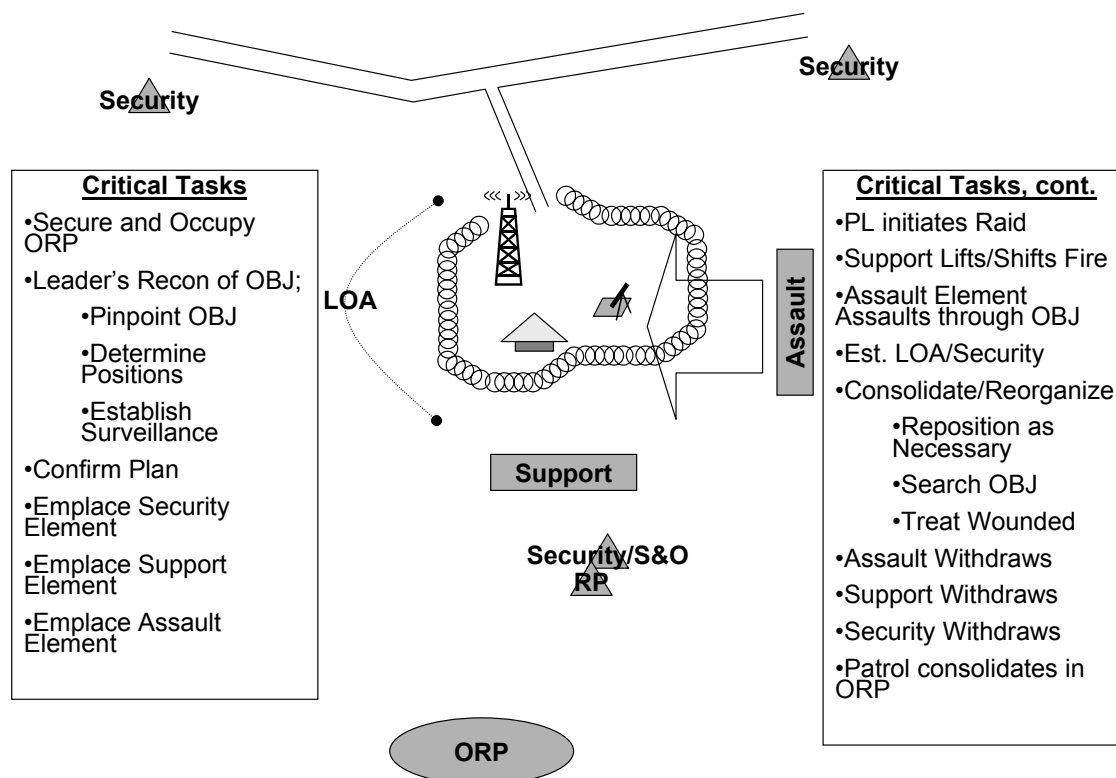 Security
Security
Critical Tasks
•Secure and Occupy
ORP
•Leader's Recon of OBJ;
•Pinpoint OBJ
•Determine
Positions
•Establish
Surveillance
•Confirm Plan
•Emplace Security
Element
•Emplace Support
Element
•Emplace Assault
Element
LOA
Assault
Support
Security/S&O
RP
ORP
Critical Tasks, cont.
•PL initiates Raid
•Support Lifts/Shifts Fire
•Assault Element
Assaults through OBJ
•Est. LOA/Security
•Consolidate/Reorganize
•Reposition as
Necessary
•Search OBJ
•Treat Wounded
•Assault Withdraws
•Support Withdraws
•Security Withdraws
•Patrol consolidates in
ORP